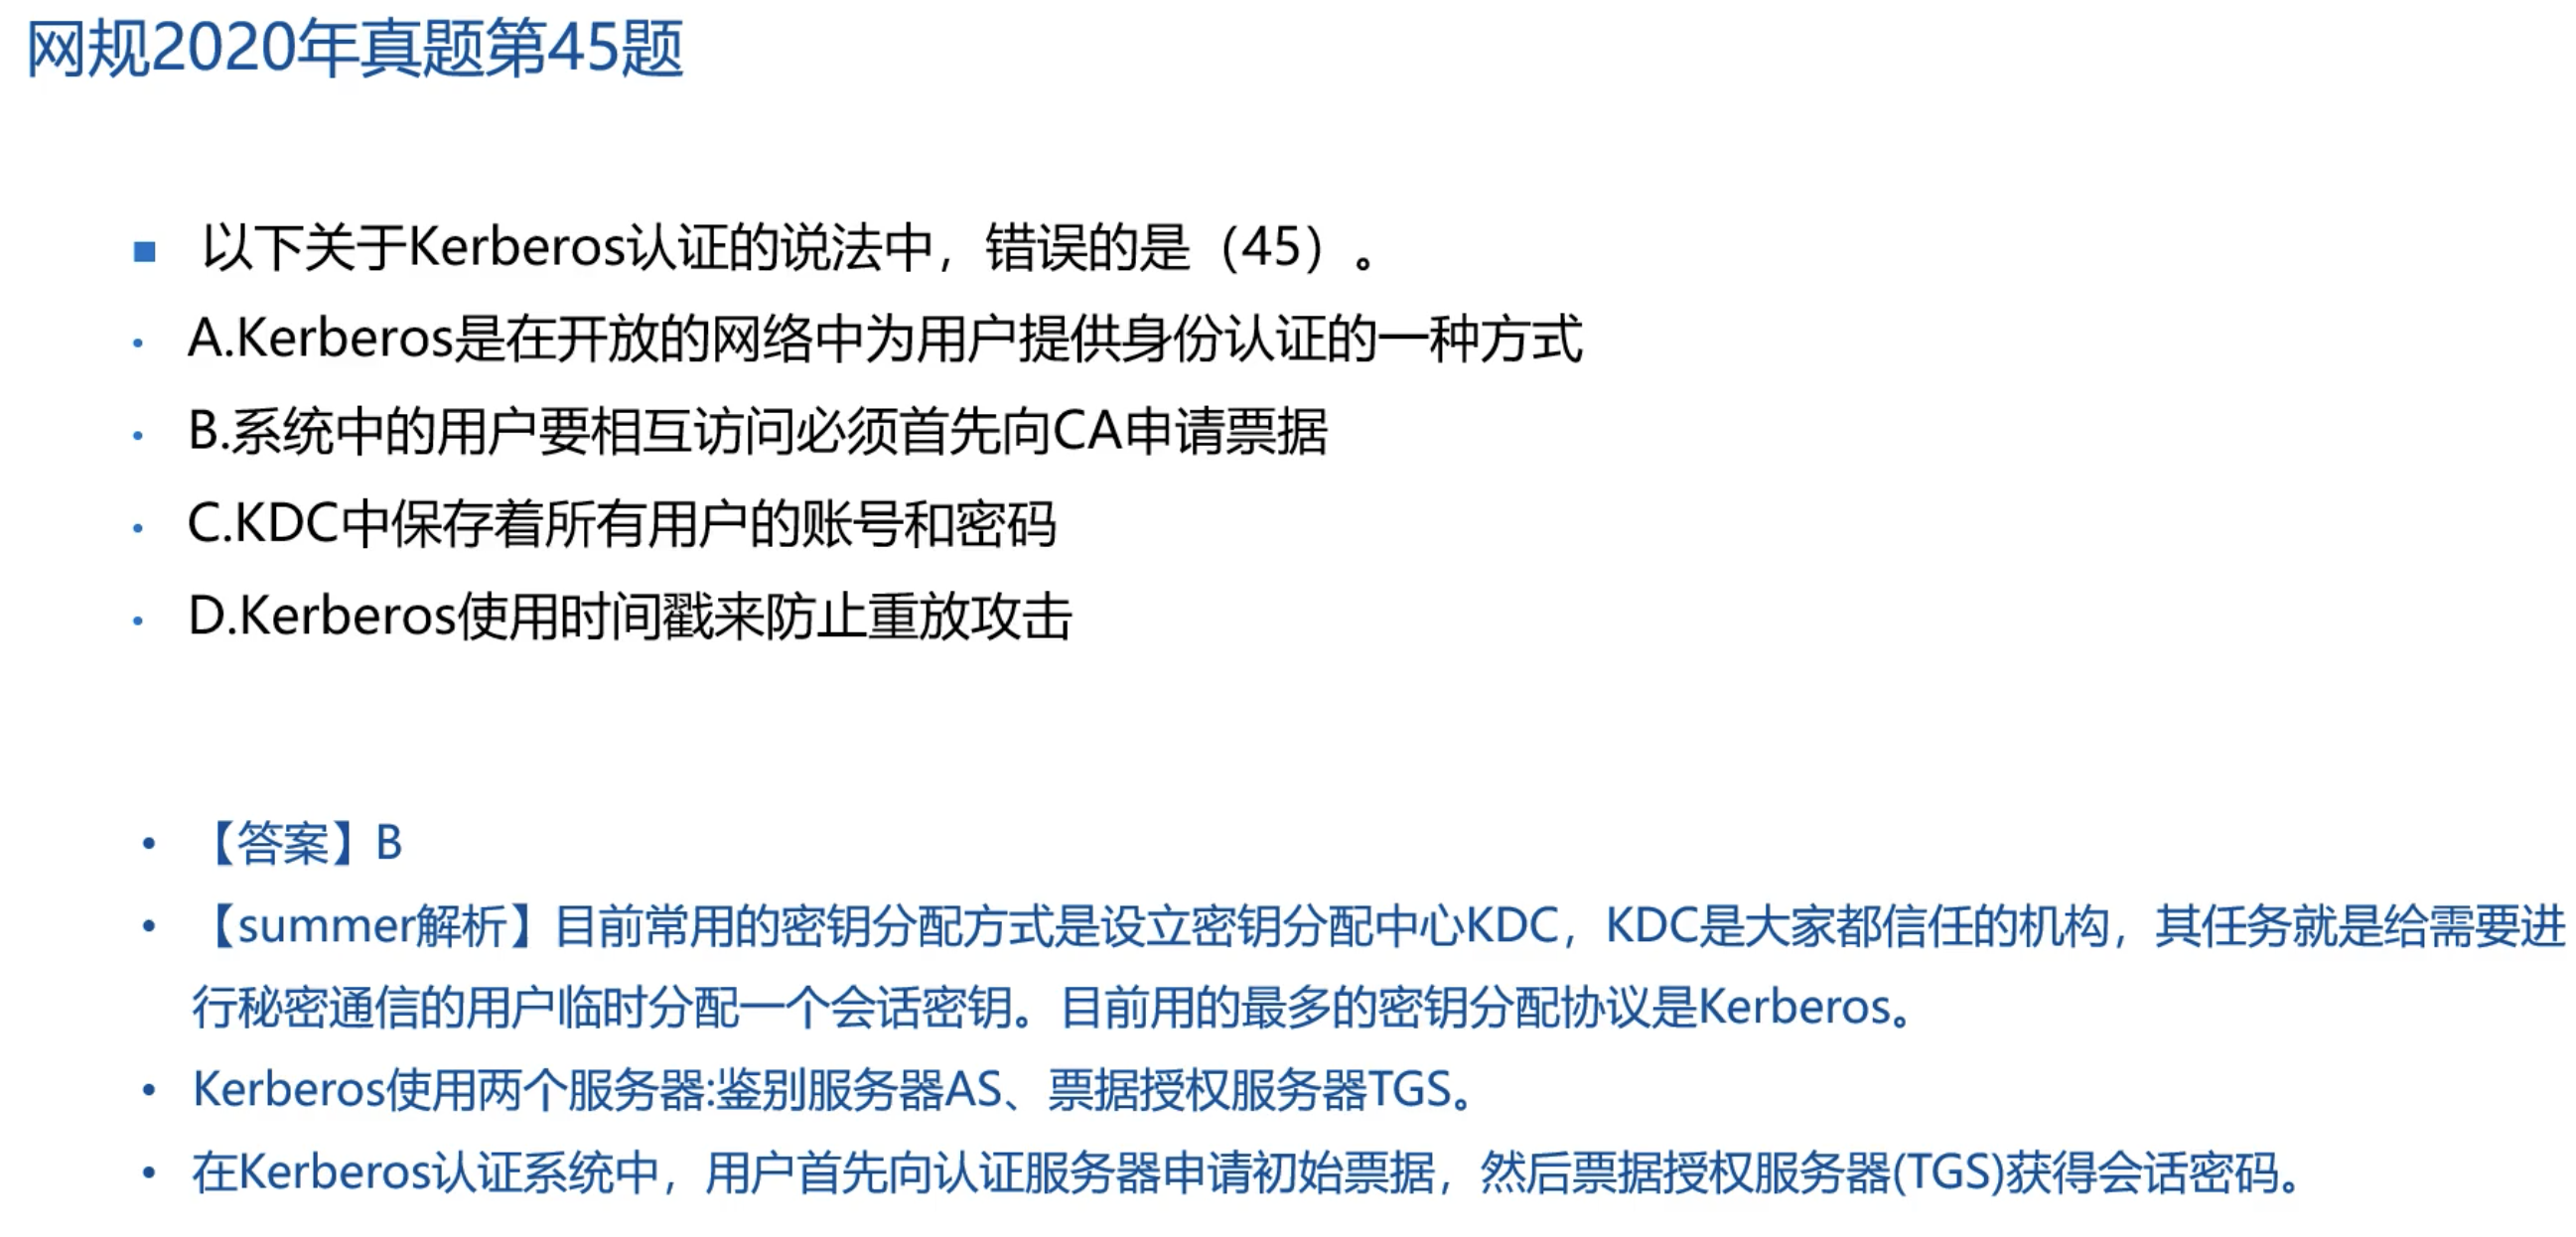 网规2020年真题第45题
以下关于Kerberos认证的说法中，错误的是（45）。
A.Kerberos是在开放的网络中为用户提供身份认证的一种方式
B.系统中的用户要相互访问必须首先向CA申请票据
C.KDC中保存着所有用户的账号和密码
D.Kerberos使用时间戳来防止重放攻击
【答案】B
【summer解析】目前常用的密钥分配方式是设立密钥分配中心KDC，KDC是大家都信任的机构，其任务就是给需要进
行秘密通信的用户临时分配一个会话密钥。目前用的最多的密钥分配协议是Kerberos。
Kerberos使用两个服务器:鉴别服务器AS、票据授权服务器TGS。
在Kerberos认证系统中，用户首先向认证服务器申请初始票据，然后票据授权服务器(TGS)获得会话密码。